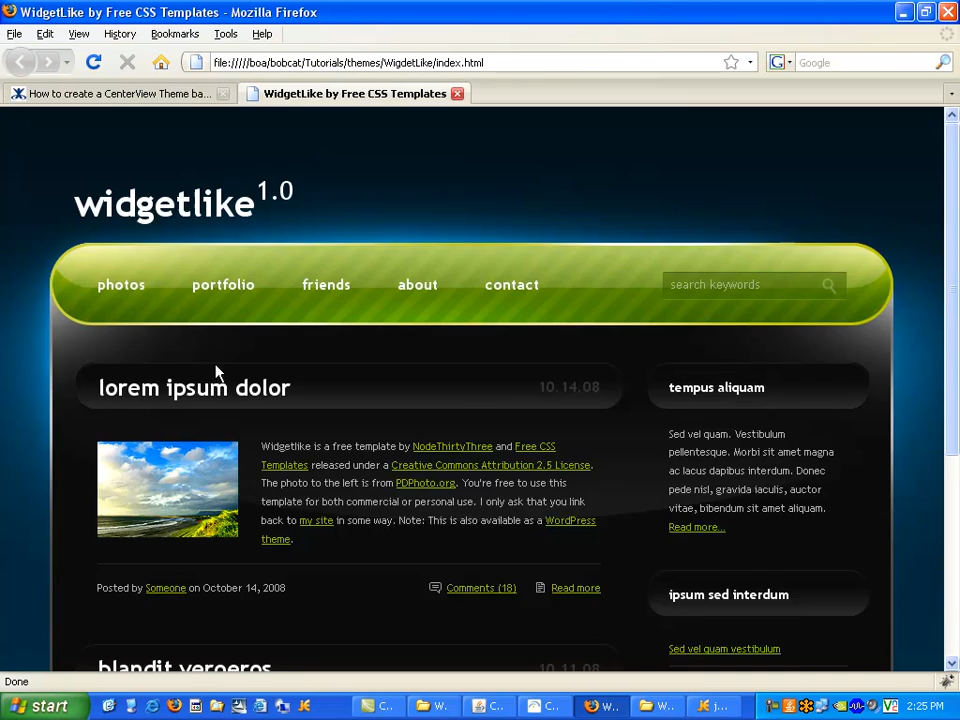 WidgetLike by Free CSS Templates - Mozilla Firefox
File Edit View History Bookmarks Tools Help
file://///boa/bobcat/Tutorials/themes/WigdetLike/index.html
G Google
How to create a CenterView Theme ba...
WidgetLike by Free CSS Templates
widgetlike 1.0
photos portfolio friends about contact
search keywords
lorem ipsum dolor
10.14.08
Widgetlike is a free template by NodeThirtyThree and Free CSS
Templates released under a Creative Commons Attribution 2.5 License.
The photo to the left is from PDPhoto.org. You're free to use this
template for both commercial or personal use. I only ask that you link
back to my site in some way. Note: This is also available as a WordPress
theme.
Posted by Someone on October 14, 2008
Comments (18)
Read more
blandit veroeros
10.11.08
tempus aliquam
Sed vel quam. Vestibulum
pellentesque. Morbi sit amet magna
ac lacus dapibus interdum. Donec
pede nisl, gravida iaculis, auctor
vitae, bibendum sit amet aliquam.
Read more...
ipsum sed interdum
Sed vel quam vestibulum
Done
start
C...
W...
C...
C...
W...
W...
j...
2:25 PM